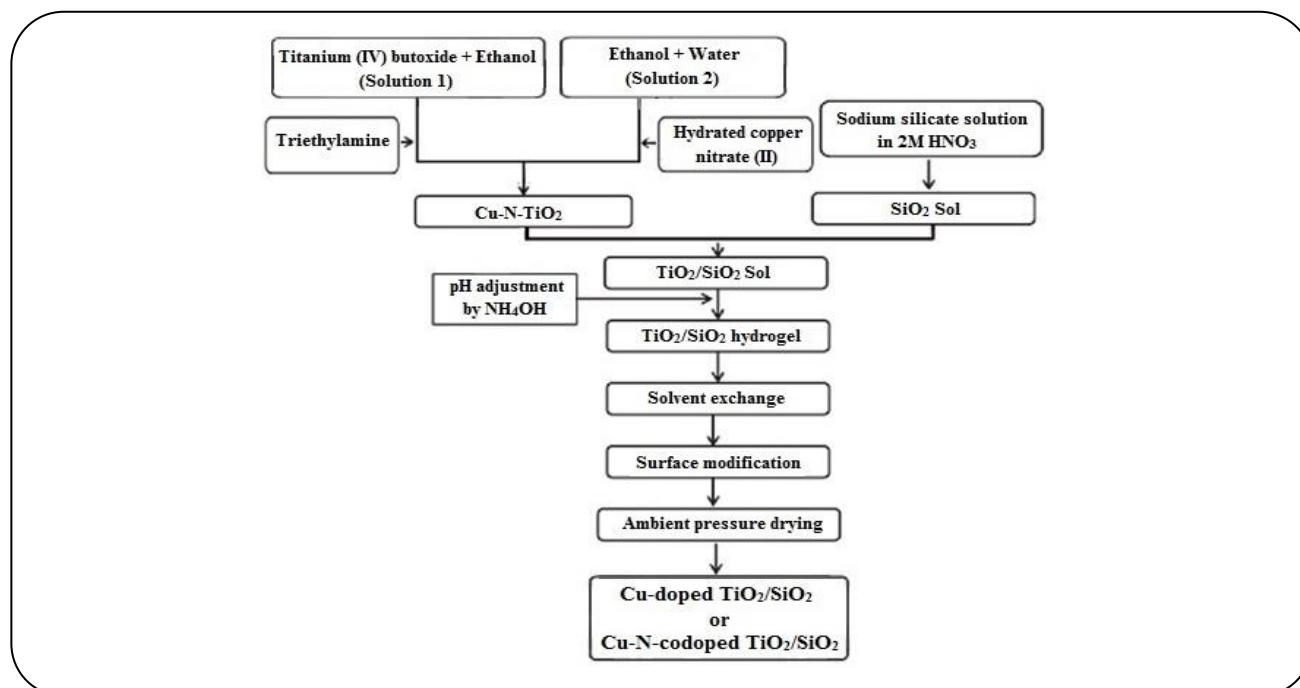 Titanium (IV) butoxide + Ethanol
(Solution 1)
Ethanol + Water
(Solution 2)
Triethylamine
Hydrated copper
nitrate (II)
Sodium silicate solution
in 2M HNO₃
Cu-N-TiO₂
SiO₂ Sol
TiO₂/SiO₂ Sol
pH adjustment
by NH₄OH
TiO₂/SiO₂ hydrogel
Solvent exchange
Surface modification
Ambient pressure drying
Cu-doped TiO₂/SiO₂
or
Cu-N-codoped TiO₂/SiO₂